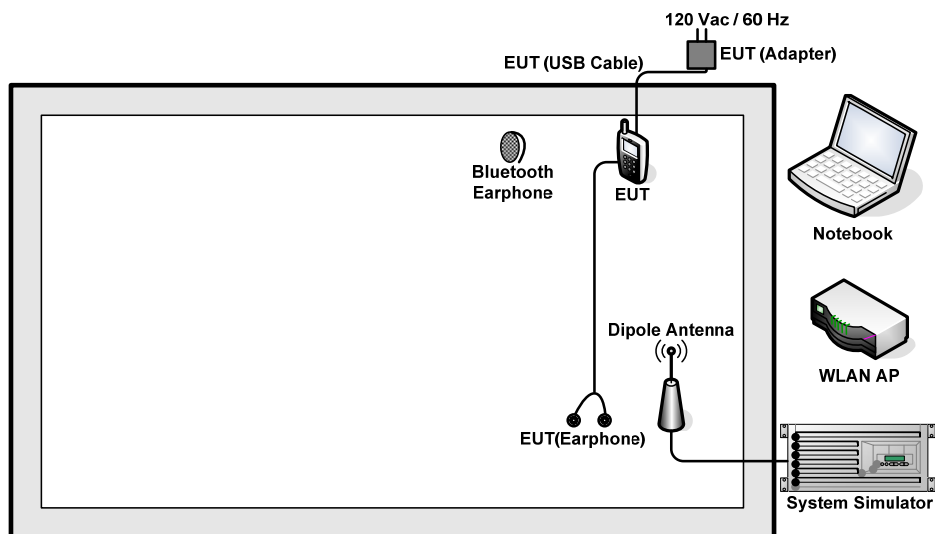 120 Vac / 60 Hz
EUT (USB Cable)
EUT (Adapter)
Bluetooth
Earphone
EUT
Notebook
Dipole Antenna
WLAN AP
EUT(Earphone)
System Simulator